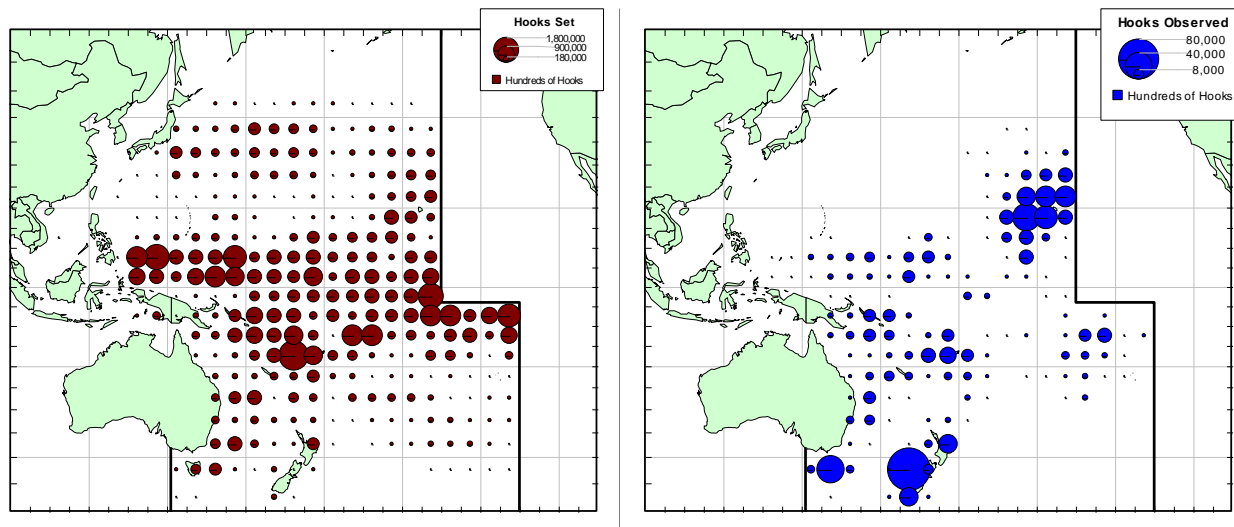 Hooks Set
1,800,000
900,000
180,000
Hundreds of Hooks
Hooks Observed
80,000
40,000
8,000
Hundreds of Hooks